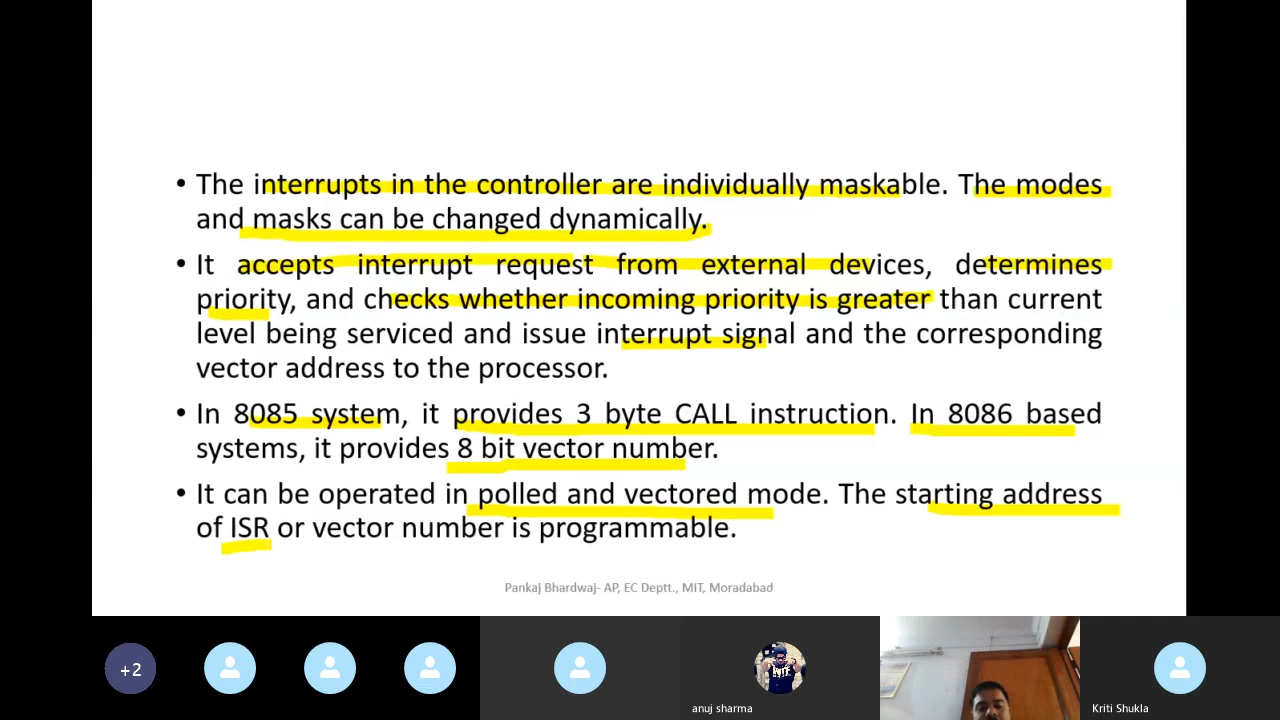 • The interrupts in the controller are individually maskable. The modes
and masks can be changed dynamically.
• It accepts interrupt request from external devices, determines
priority, and checks whether incoming priority is greater than current
level being serviced and issue interrupt signal and the corresponding
vector address to the processor.
• In 8085 system, it provides 3 byte CALL instruction. In 8086 based
systems, it provides 8 bit vector number.
• It can be operated in polled and vectored mode. The starting address
of ISR or vector number is programmable.
Pankaj Bhardwaj- AP, EC Deptt., MIT, Moradabad
+2
anuj sharma
Kriti Shukla